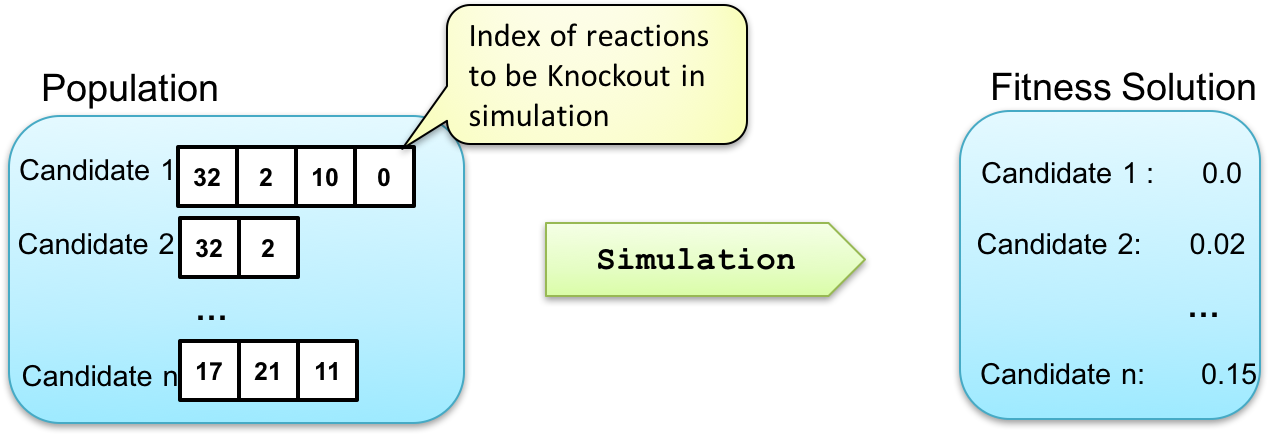 Index of reactions
to be Knockout in
simulation
Population
Fitness Solution
Candidate 1 32 2 10 0
Candidate 2 32 2
...
Candidate n 17 21 11
Simulation
Candidate 1 : 0.0
Candidate 2: 0.02
...
Candidate n: 0.15